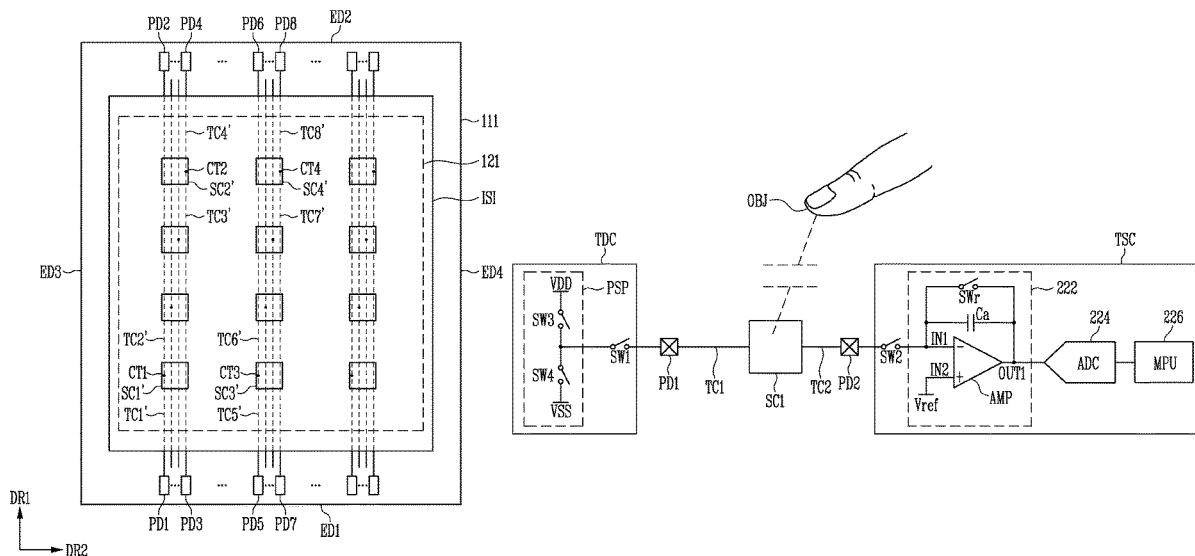 PD2 PD4 PD6 ED2 PD8
111
TC4' TC8'
121
CT2 CT4
SC2' SC4'
ISI
TC3' TC7'
ED3 ED4
TC2' TC6'
CT1 CT3
SC1' SC3'
TC1' TC5'
PD1 PD3 PD5 PD7 ED1
DR1
DR2
OBJ
TDC TSC
VDD PSP
SW3
SW4
VSS
SW1
PD1 TC1 SC1 TC2 PD2
SW2
222
SWr
Ca
IN1 −
IN2 +
Vref
AMP
OUT1
224 226
ADC MPU